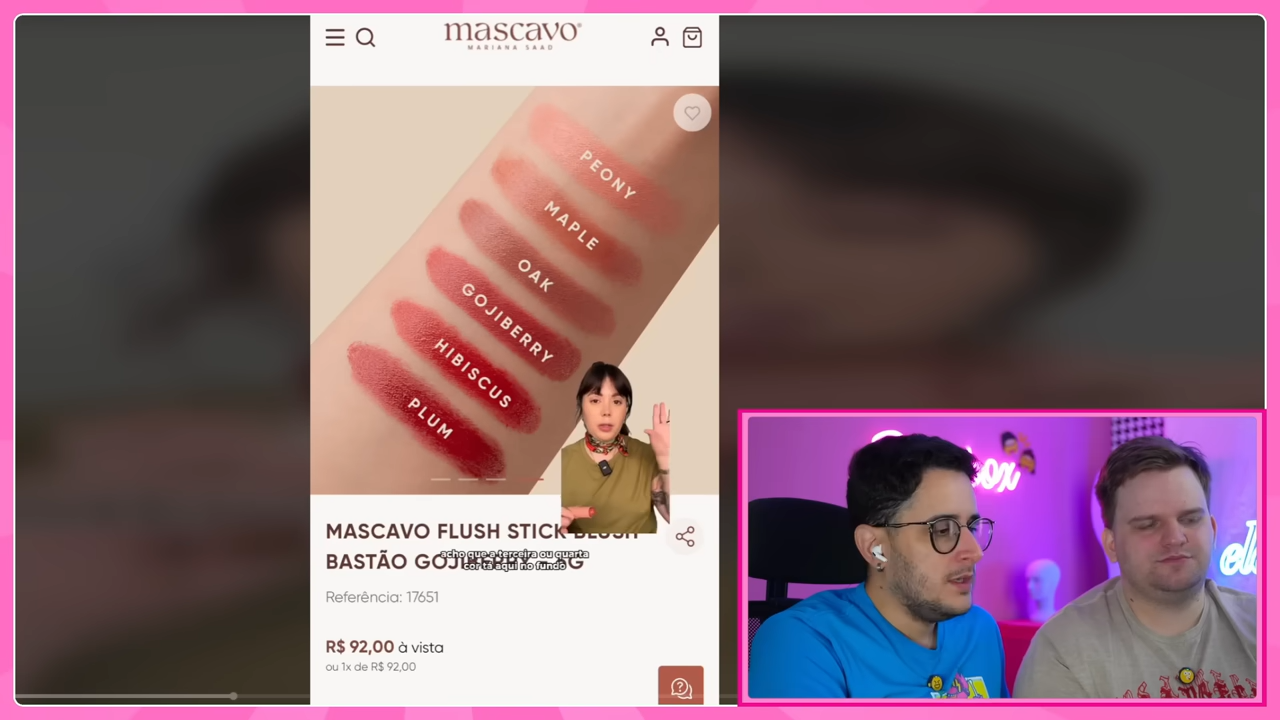 mascavo
MARIANA SAAD
PEONY
MAPLE
OAK
GOJIBERRY
HIBISCUS
PLUM
MASCAVO FLUSH STICK BLUSH
BASTÃO GOJIBERRY
acho que a terceira ou quarta
cor tá aqui no fundo
Referência: 17651
R$ 92,00 à vista
ou 1x de R$ 92,00